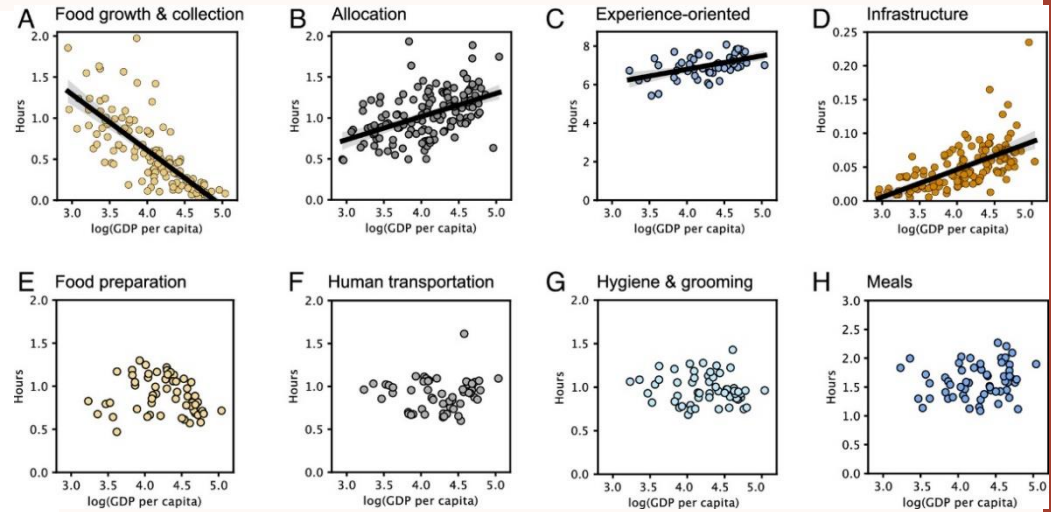 A Food growth & collection
2.0
1.5
1.0
0.5
0.0
Hours
3.0 3.5 4.0 4.5 5.0
log(GDP per capita)
B Allocation
2.0
1.5
1.0
0.5
0.0
Hours
3.0 3.5 4.0 4.5 5.0
log(GDP per capita)
C Experience-oriented
8
6
4
2
0
Hours
3.0 3.5 4.0 4.5 5.0
log(GDP per capita)
D Infrastructure
0.25
0.20
0.15
0.10
0.05
0.00
Hours
3.0 3.5 4.0 4.5 5.0
log(GDP per capita)
E Food preparation
2.0
1.5
1.0
0.5
0.0
Hours
3.0 3.5 4.0 4.5 5.0
log(GDP per capita)
F Human transportation
2.0
1.5
1.0
0.5
0.0
Hours
3.0 3.5 4.0 4.5 5.0
log(GDP per capita)
G Hygiene & grooming
2.0
1.5
1.0
0.5
0.0
Hours
3.0 3.5 4.0 4.5 5.0
log(GDP per capita)
H Meals
3.0
2.5
2.0
1.5
1.0
0.5
0.0
Hours
3.0 3.5 4.0 4.5 5.0
log(GDP per capita)